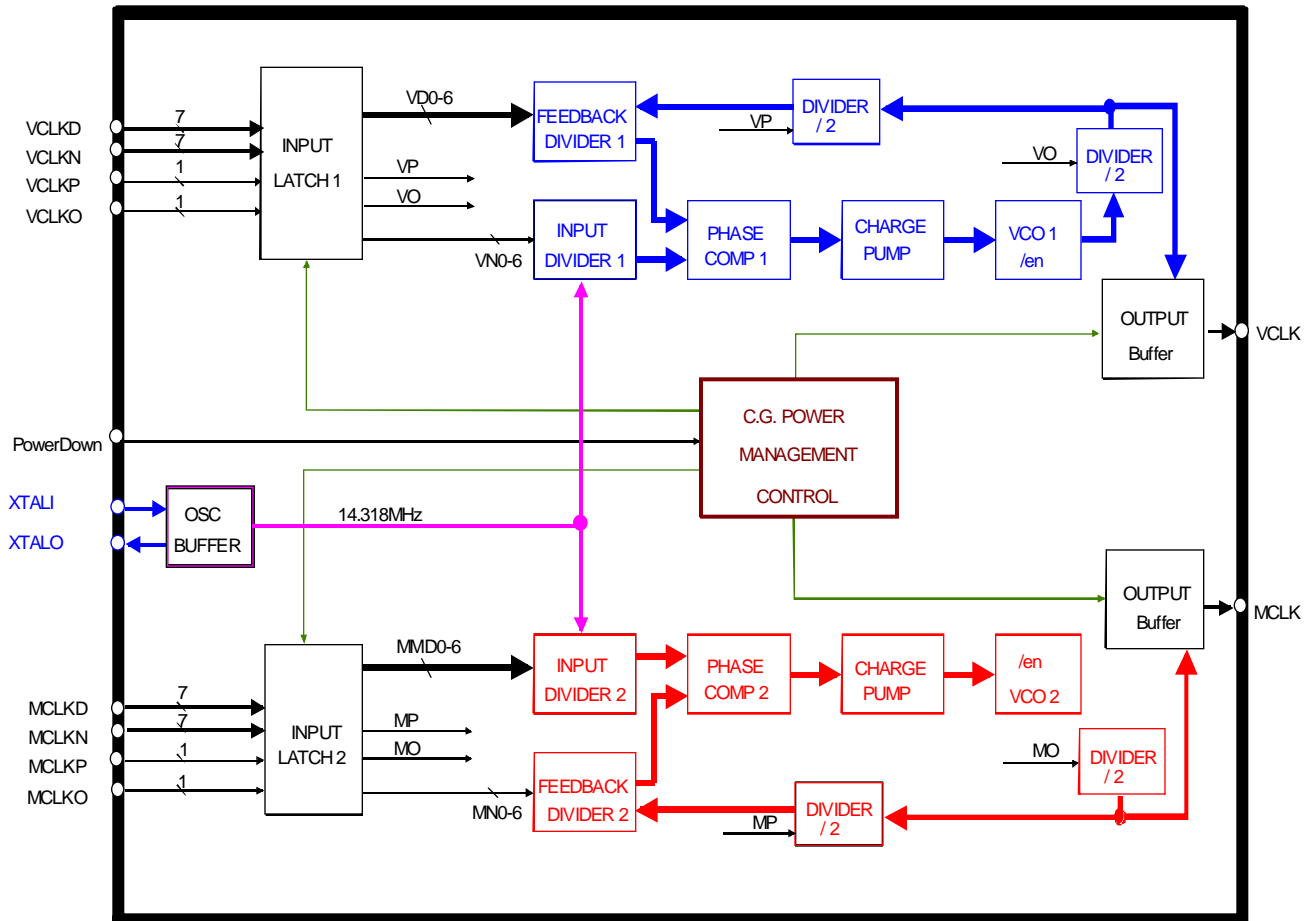 VCLKD
VCLKN
VCLKP
VCLKO
7
7
1
1
INPUT
LATCH 1
VD0-6
VP
VO
VN0-6
FEEDBACK
DIVIDER 1
INPUT
DIVIDER 1
VP
DIVIDER
/ 2
VO
DIVIDER
/ 2
PHASE
COMP 1
CHARGE
PUMP
VCO 1
/en
OUTPUT
Buffer
VCLK
PowerDown
C.G. POWER
MANAGEMENT
CONTROL
XTALI
XTALO
OSC
BUFFER
14.318MHz
OUTPUT
Buffer
MCLK
MCLKD
MCLKN
MCLKP
MCLKO
7
7
1
1
INPUT
LATCH 2
MMD0-6
MP
MO
MN0-6
INPUT
DIVIDER 2
FEEDBACK
DIVIDER 2
PHASE
COMP 2
CHARGE
PUMP
/en
VCO 2
MO
DIVIDER
/ 2
MP
DIVIDER
/ 2